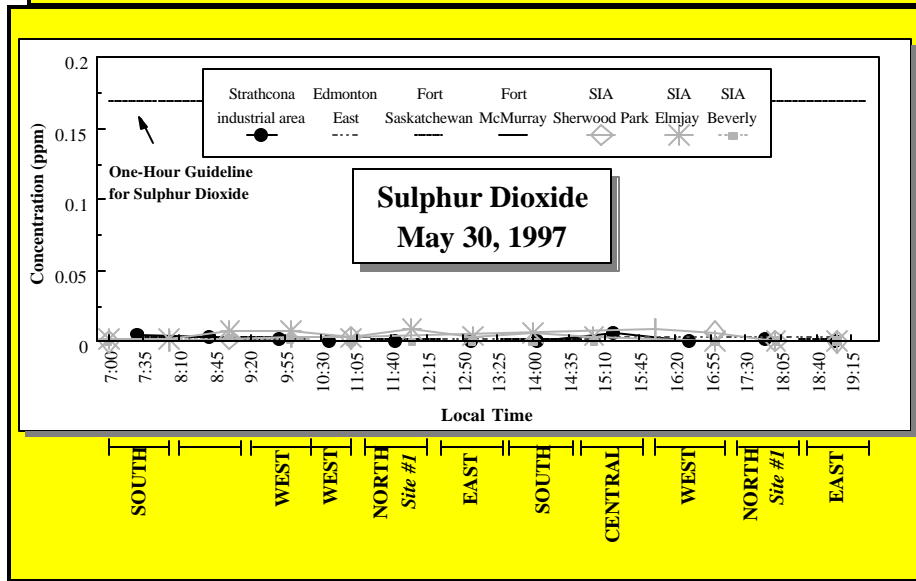 0.2
0.15
0.1
0.05
0
Concentration (ppm)
Strathcona industrial area
Edmonton East
Fort Saskatchewan
Fort McMurray
SIA Sherwood Park
SIA Elmjay
SIA Beverly
One-Hour Guideline
for Sulphur Dioxide
Sulphur Dioxide
May 30, 1997
7:00
7:35
8:10
8:45
9:20
9:55
10:30
11:05
11:40
12:15
12:50
13:25
14:00
14:35
15:10
15:45
16:20
16:55
17:30
18:05
18:40
19:15
Local Time
SOUTH
WEST
WEST
NORTH
Site #1
EAST
SOUTH
CENTRAL
WEST
NORTH
Site #1
EAST